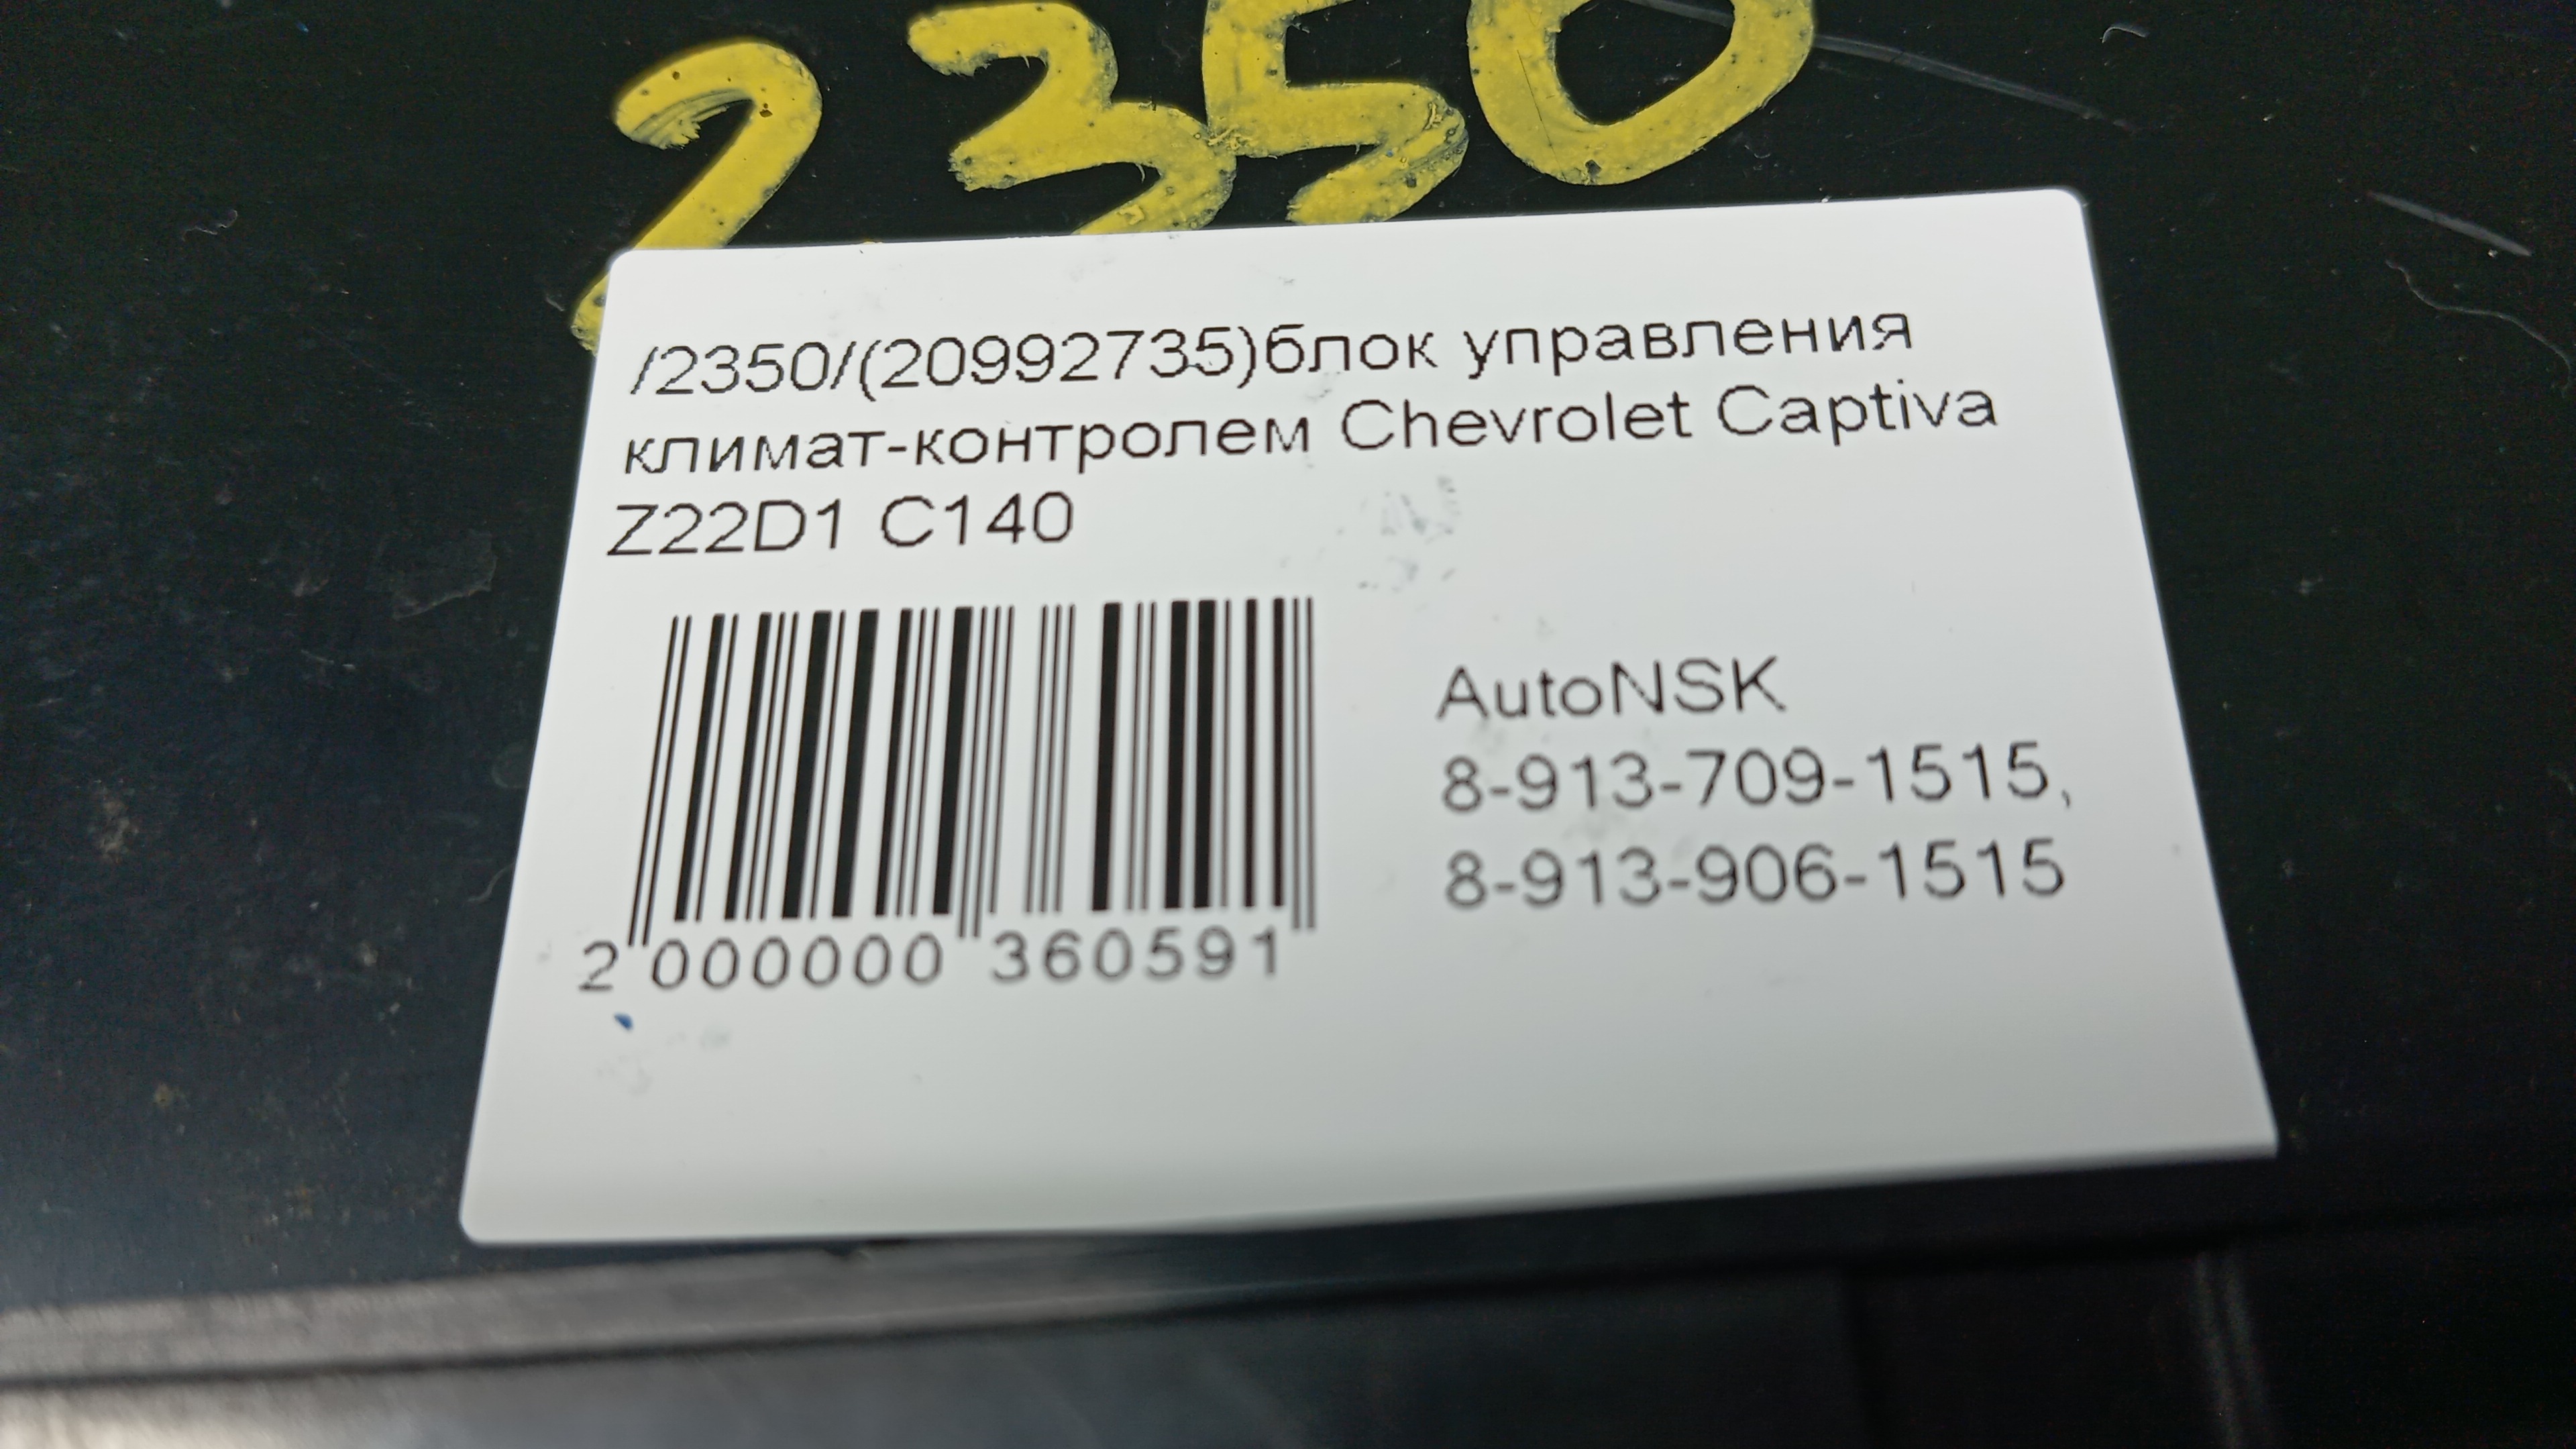 2350
/2350/(20992735)блок управления
климат-контролем Chevrolet Captiva
Z22D1 C140
AutoNSK
8-913-709-1515,
8-913-906-1515
2 000000 360591